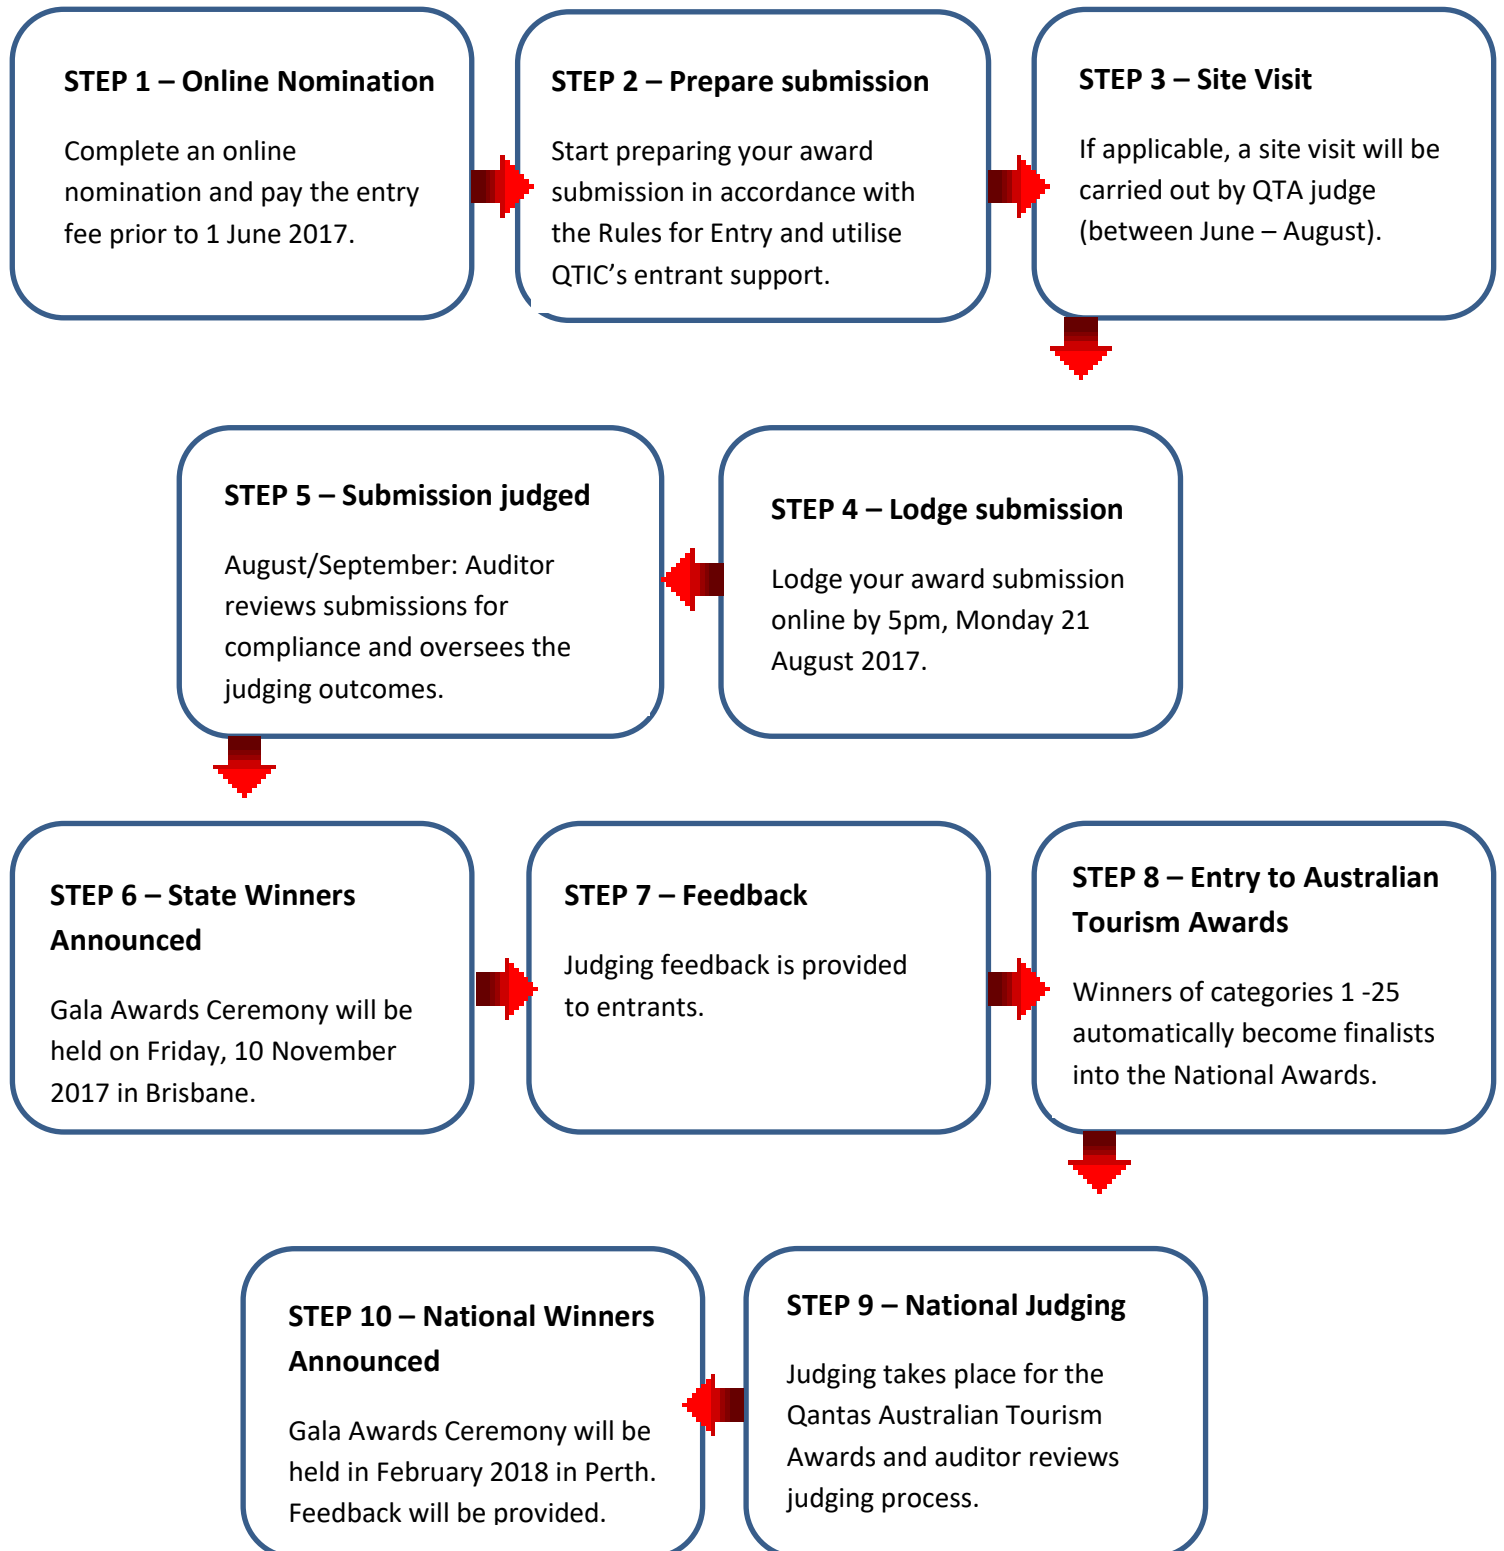 STEP 1 – Online Nomination
Complete an online
nomination and pay the entry
fee prior to 1 June 2017.
STEP 2 – Prepare submission
Start preparing your award
submission in accordance with
the Rules for Entry and utilise
QTIC’s entrant support.
STEP 3 – Site Visit
If applicable, a site visit will be
carried out by QTA judge
(between June – August).
STEP 4 – Lodge submission
Lodge your award submission
online by 5pm, Monday 21
August 2017.
STEP 5 – Submission judged
August/September: Auditor
reviews submissions for
compliance and oversees the
judging outcomes.
STEP 6 – State Winners
Announced
Gala Awards Ceremony will be
held on Friday, 10 November
2017 in Brisbane.
STEP 7 – Feedback
Judging feedback is provided
to entrants.
STEP 8 – Entry to Australian
Tourism Awards
Winners of categories 1 -25
automatically become finalists
into the National Awards.
STEP 9 – National Judging
Judging takes place for the
Qantas Australian Tourism
Awards and auditor reviews
judging process.
STEP 10 – National Winners
Announced
Gala Awards Ceremony will be
held in February 2018 in Perth.
Feedback will be provided.